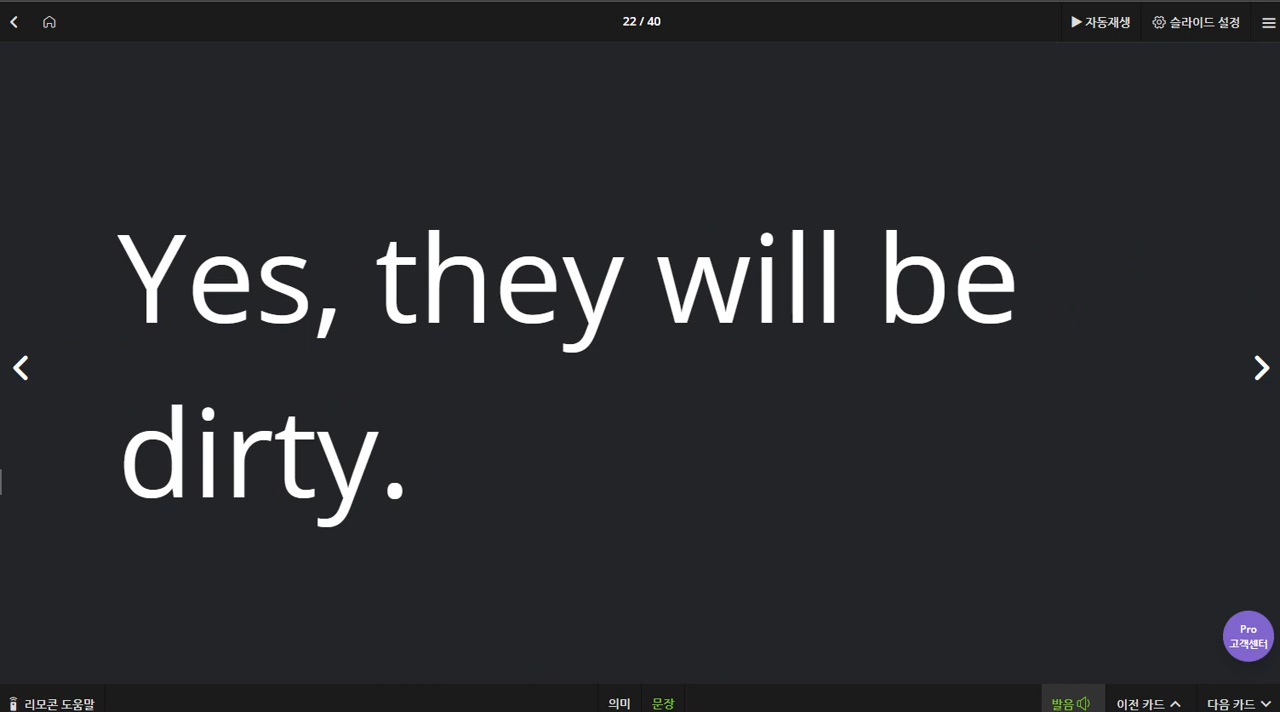 22 / 40
자동재생
슬라이드 설정
Yes, they will be
dirty.
Pro
고객센터
리모콘 도움말
의미
문장
발음
이전 카드
다음 카드